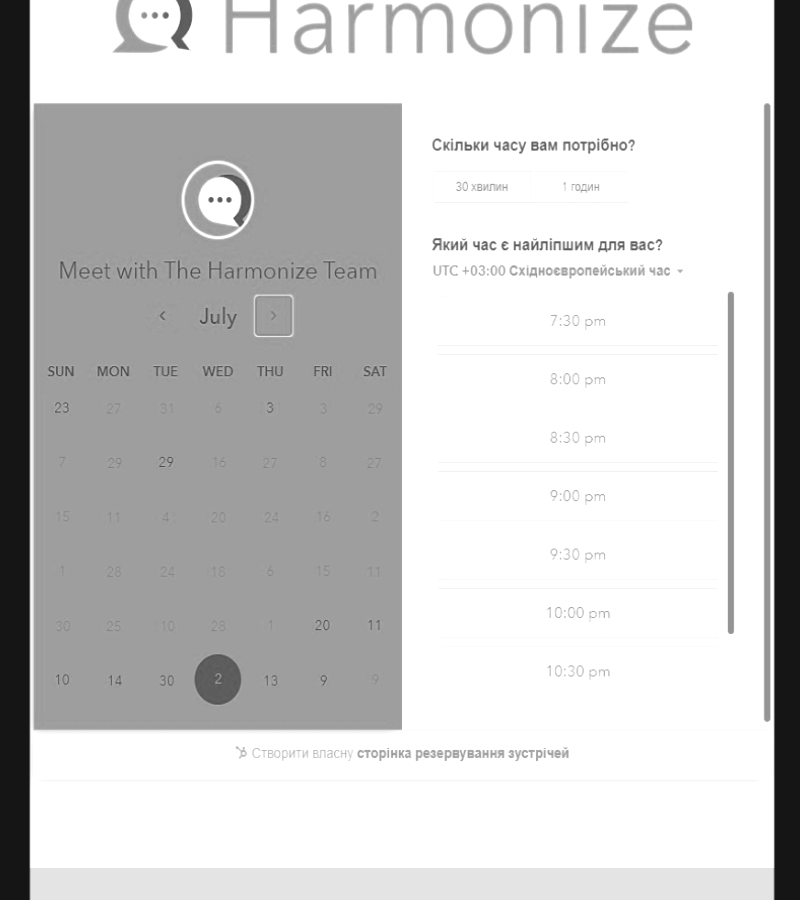 Harmonize
Meet with The Harmonize Team
July
SUN MON TUE WED THU FRI SAT
23 27 31 6 3 3 29
7 29 29 16 27 8 27
15 11 4 20 24 16 2
1 28 24 18 6 15 11
30 25 10 28 1 20 11
10 14 30 2 13 9 9
Скільки часу вам потрібно?
30 хвилин 1 годин
Який час є найліпшим для вас?
UTC +03:00 Східноєвропейський час
7:30 pm
8:00 pm
8:30 pm
9:00 pm
9:30 pm
10:00 pm
10:30 pm
Створити власну сторінка резервування зустрічей